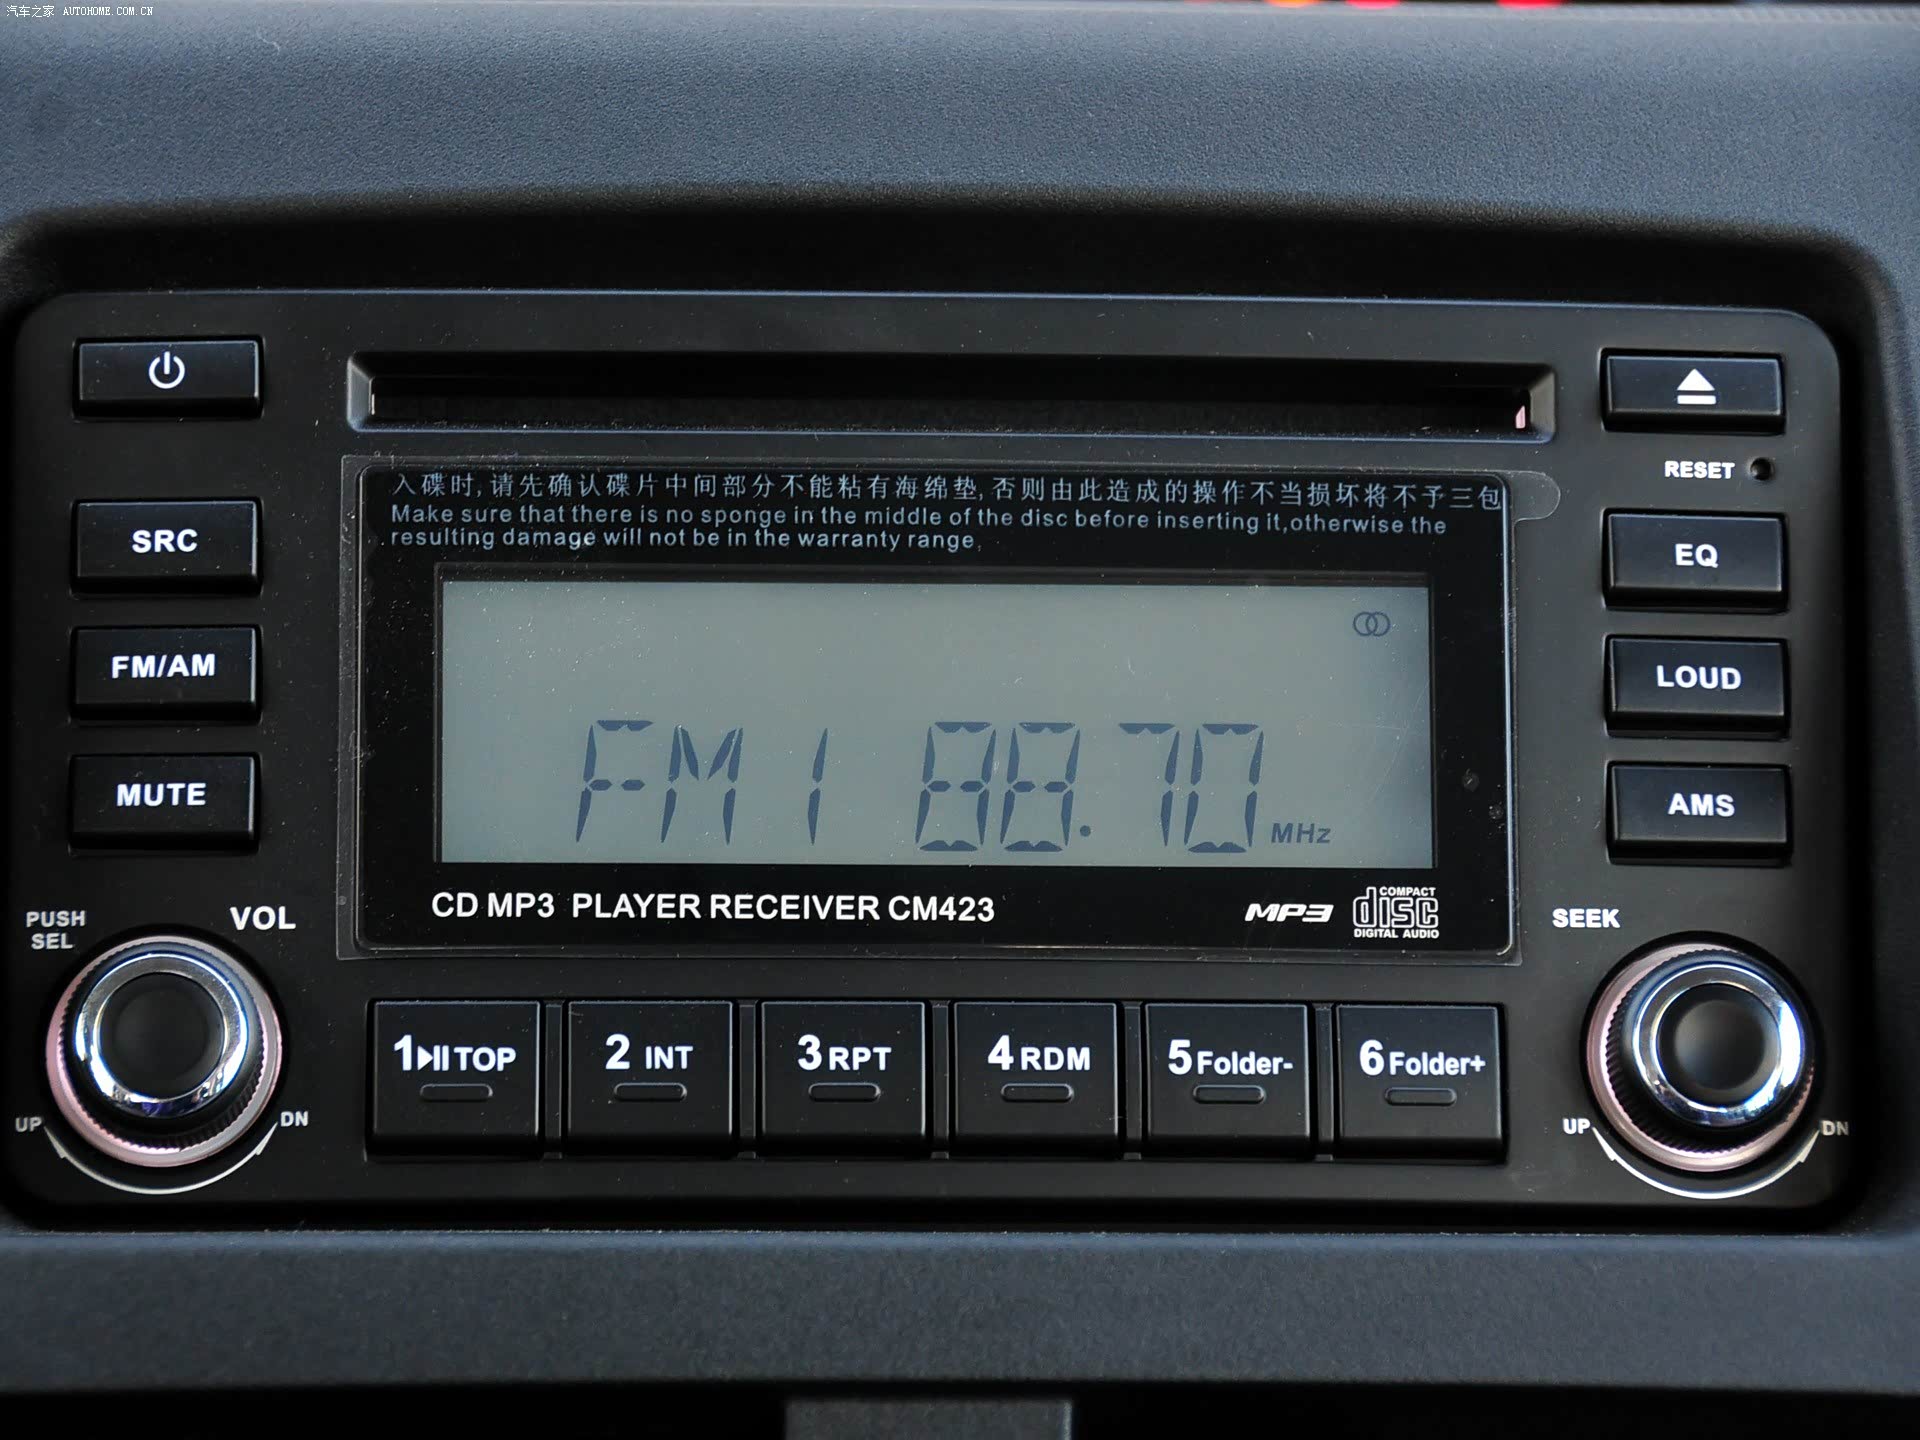 汽车之家 AUTOHOME.COM.CN
RESET
入碟时,请先确认碟片中间部分不能粘有海绵垫,否则由此造成的操作不当损坏将不予三包
Make sure that there is no sponge in the middle of the disc before inserting it,otherwise the
resulting damage will not be in the warranty range,
SRC
EQ
FM/AM
LOUD
MUTE
AMS
FM1 88.70 MHz
CD MP3 PLAYER RECEIVER CM423
MP3
COMPACT
disc
DIGITAL AUDIO
PUSH
SEL
VOL
SEEK
1 TOP
2 INT
3 RPT
4 RDM
5 Folder-
6 Folder+
UP
DN
UP
DN